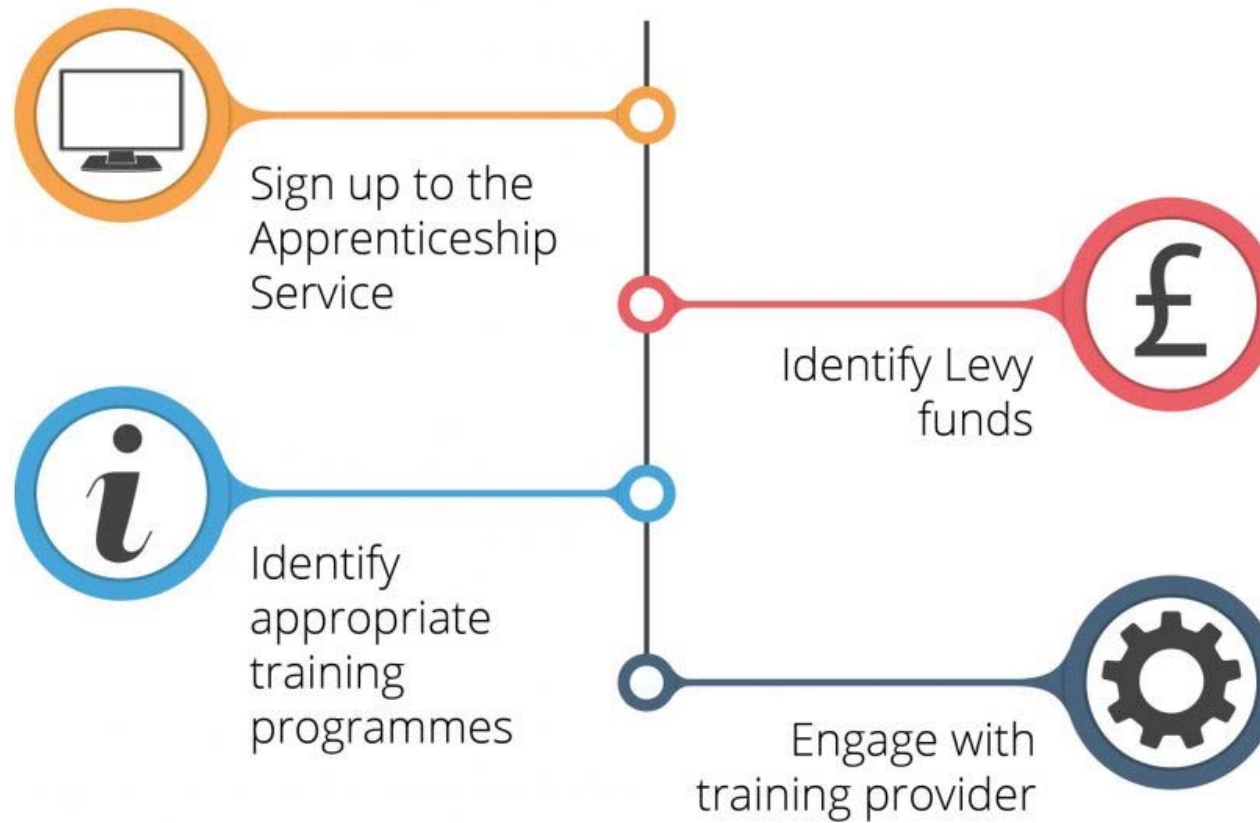 Sign up to the
Apprenticeship
Service
£
Identify Levy
funds
i
Identify
appropriate
training
programmes
Engage with
training provider